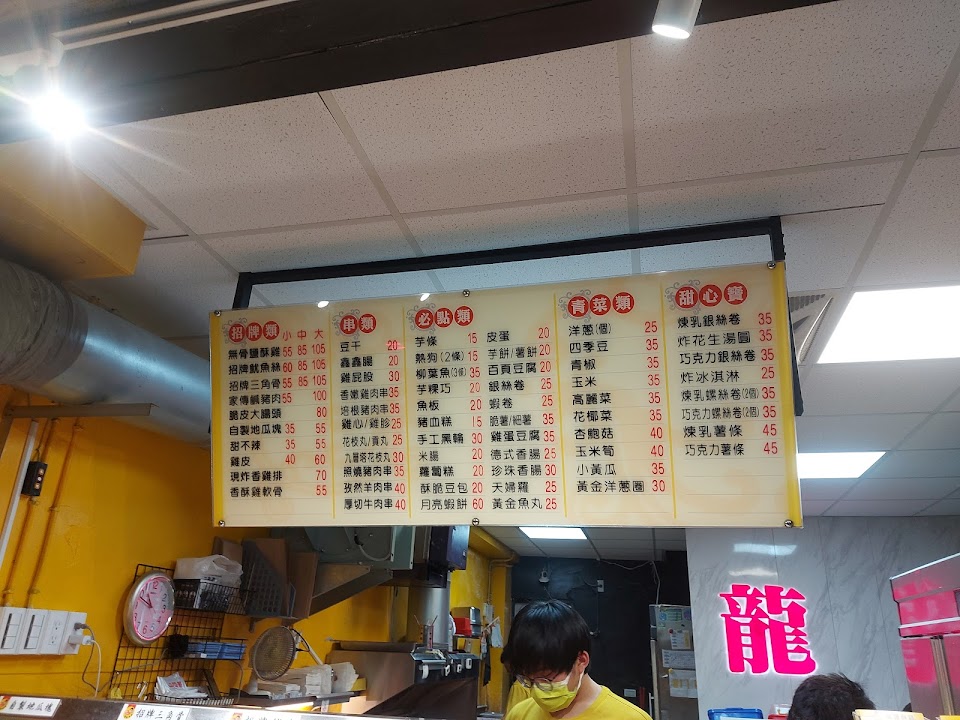 招牌類 小 中 大
無骨鹽酥雞 55 85 105
招牌魷魚絲 60 85 105
招牌三角骨 55 85 105
家傳鹹豬肉 55 100
脆皮大腸頭 80
自製地瓜塊 35 55
甜不辣 35 55
雞皮 40 60
現炸香雞排 70
香酥雞軟骨 55
串類
豆干 20
鑫鑫腸 20
雞屁股 30
香嫩雞肉串 35
培根豬肉串 35
雞心/雞胗 25
花枝丸/貢丸 25
九層塔花枝丸 30
照燒豬肉串 35
孜然羊肉串 40
厚切牛肉串 40
必點類
芋條 15
熱狗(2條) 15
柳葉魚(3條) 35
芋粿巧 20
魚板 20
豬血糕 15
手工黑輪 30
米腸 20
蘿蔔糕 20
酥脆豆包 20
月亮蝦餅 60
皮蛋 20
芋餅/薯餅 20
百頁豆腐 20
銀絲卷 25
蝦卷 25
脆薯/細薯 35
雞蛋豆腐 35
德式香腸 25
珍珠香腸 30
天婦羅 25
黃金魚丸 25
青菜類
洋蔥(個) 25
四季豆 35
青椒 35
玉米 35
高麗菜 35
花椰菜 35
杏鮑菇 40
玉米筍 40
小黃瓜 35
黃金洋蔥圈 30
甜心寶
煉乳銀絲卷 35
炸花生湯圓 35
巧克力銀絲卷 35
炸冰淇淋 25
煉乳螺絲卷(2個) 35
巧克力螺絲卷(2個) 35
煉乳薯條 45
巧克力薯條 45
龍
自製地瓜塊
招牌三角骨